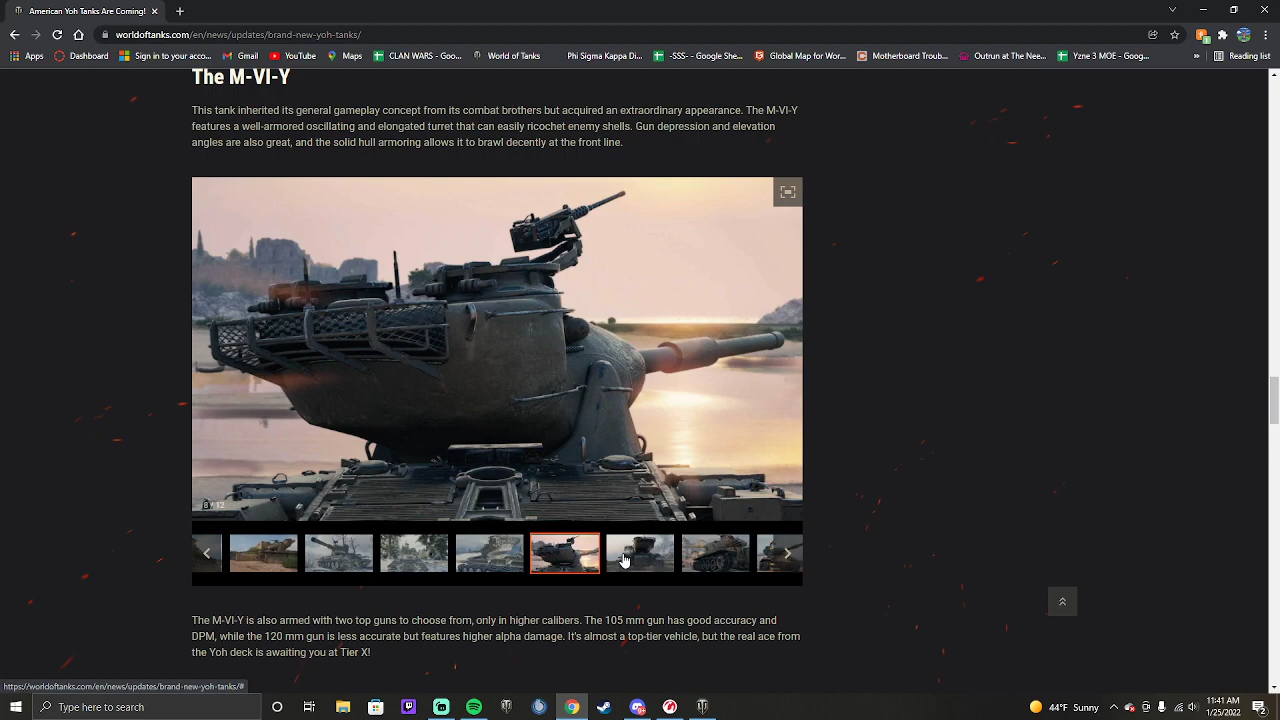 American Yoh Tanks Are Coming!
worldoftanks.com/en/news/updates/brand-new-yoh-tanks/
Apps Dashboard Sign in to your acco... Gmail YouTube Maps CLAN WARS - Goo... World of Tanks Phi Sigma Kappa Di... -SSS- - Google She... Global Map for Wor... Motherboard Troub... Outrun at The Nee... Yzne 3 MOE - Goog... » Reading list
The M-VI-Y
This tank inherited its general gameplay concept from its combat brothers but acquired an extraordinary appearance. The M-VI-Y
features a well-armored oscillating and elongated turret that can easily ricochet enemy shells. Gun depression and elevation
angles are also great, and the solid hull armoring allows it to brawl decently at the front line.
8 / 12
The M-VI-Y is also armed with two top guns to choose from, only in higher calibers. The 105 mm gun has good accuracy and
DPM, while the 120 mm gun is less accurate but features higher alpha damage. It's almost a top-tier vehicle, but the real ace from
the Yoh deck is awaiting you at Tier X!
https://worldoftanks.com/en/news/updates/brand-new-yoh-tanks/#
Type here to search
44°F Sunny
11:41 AM
1/25/2022